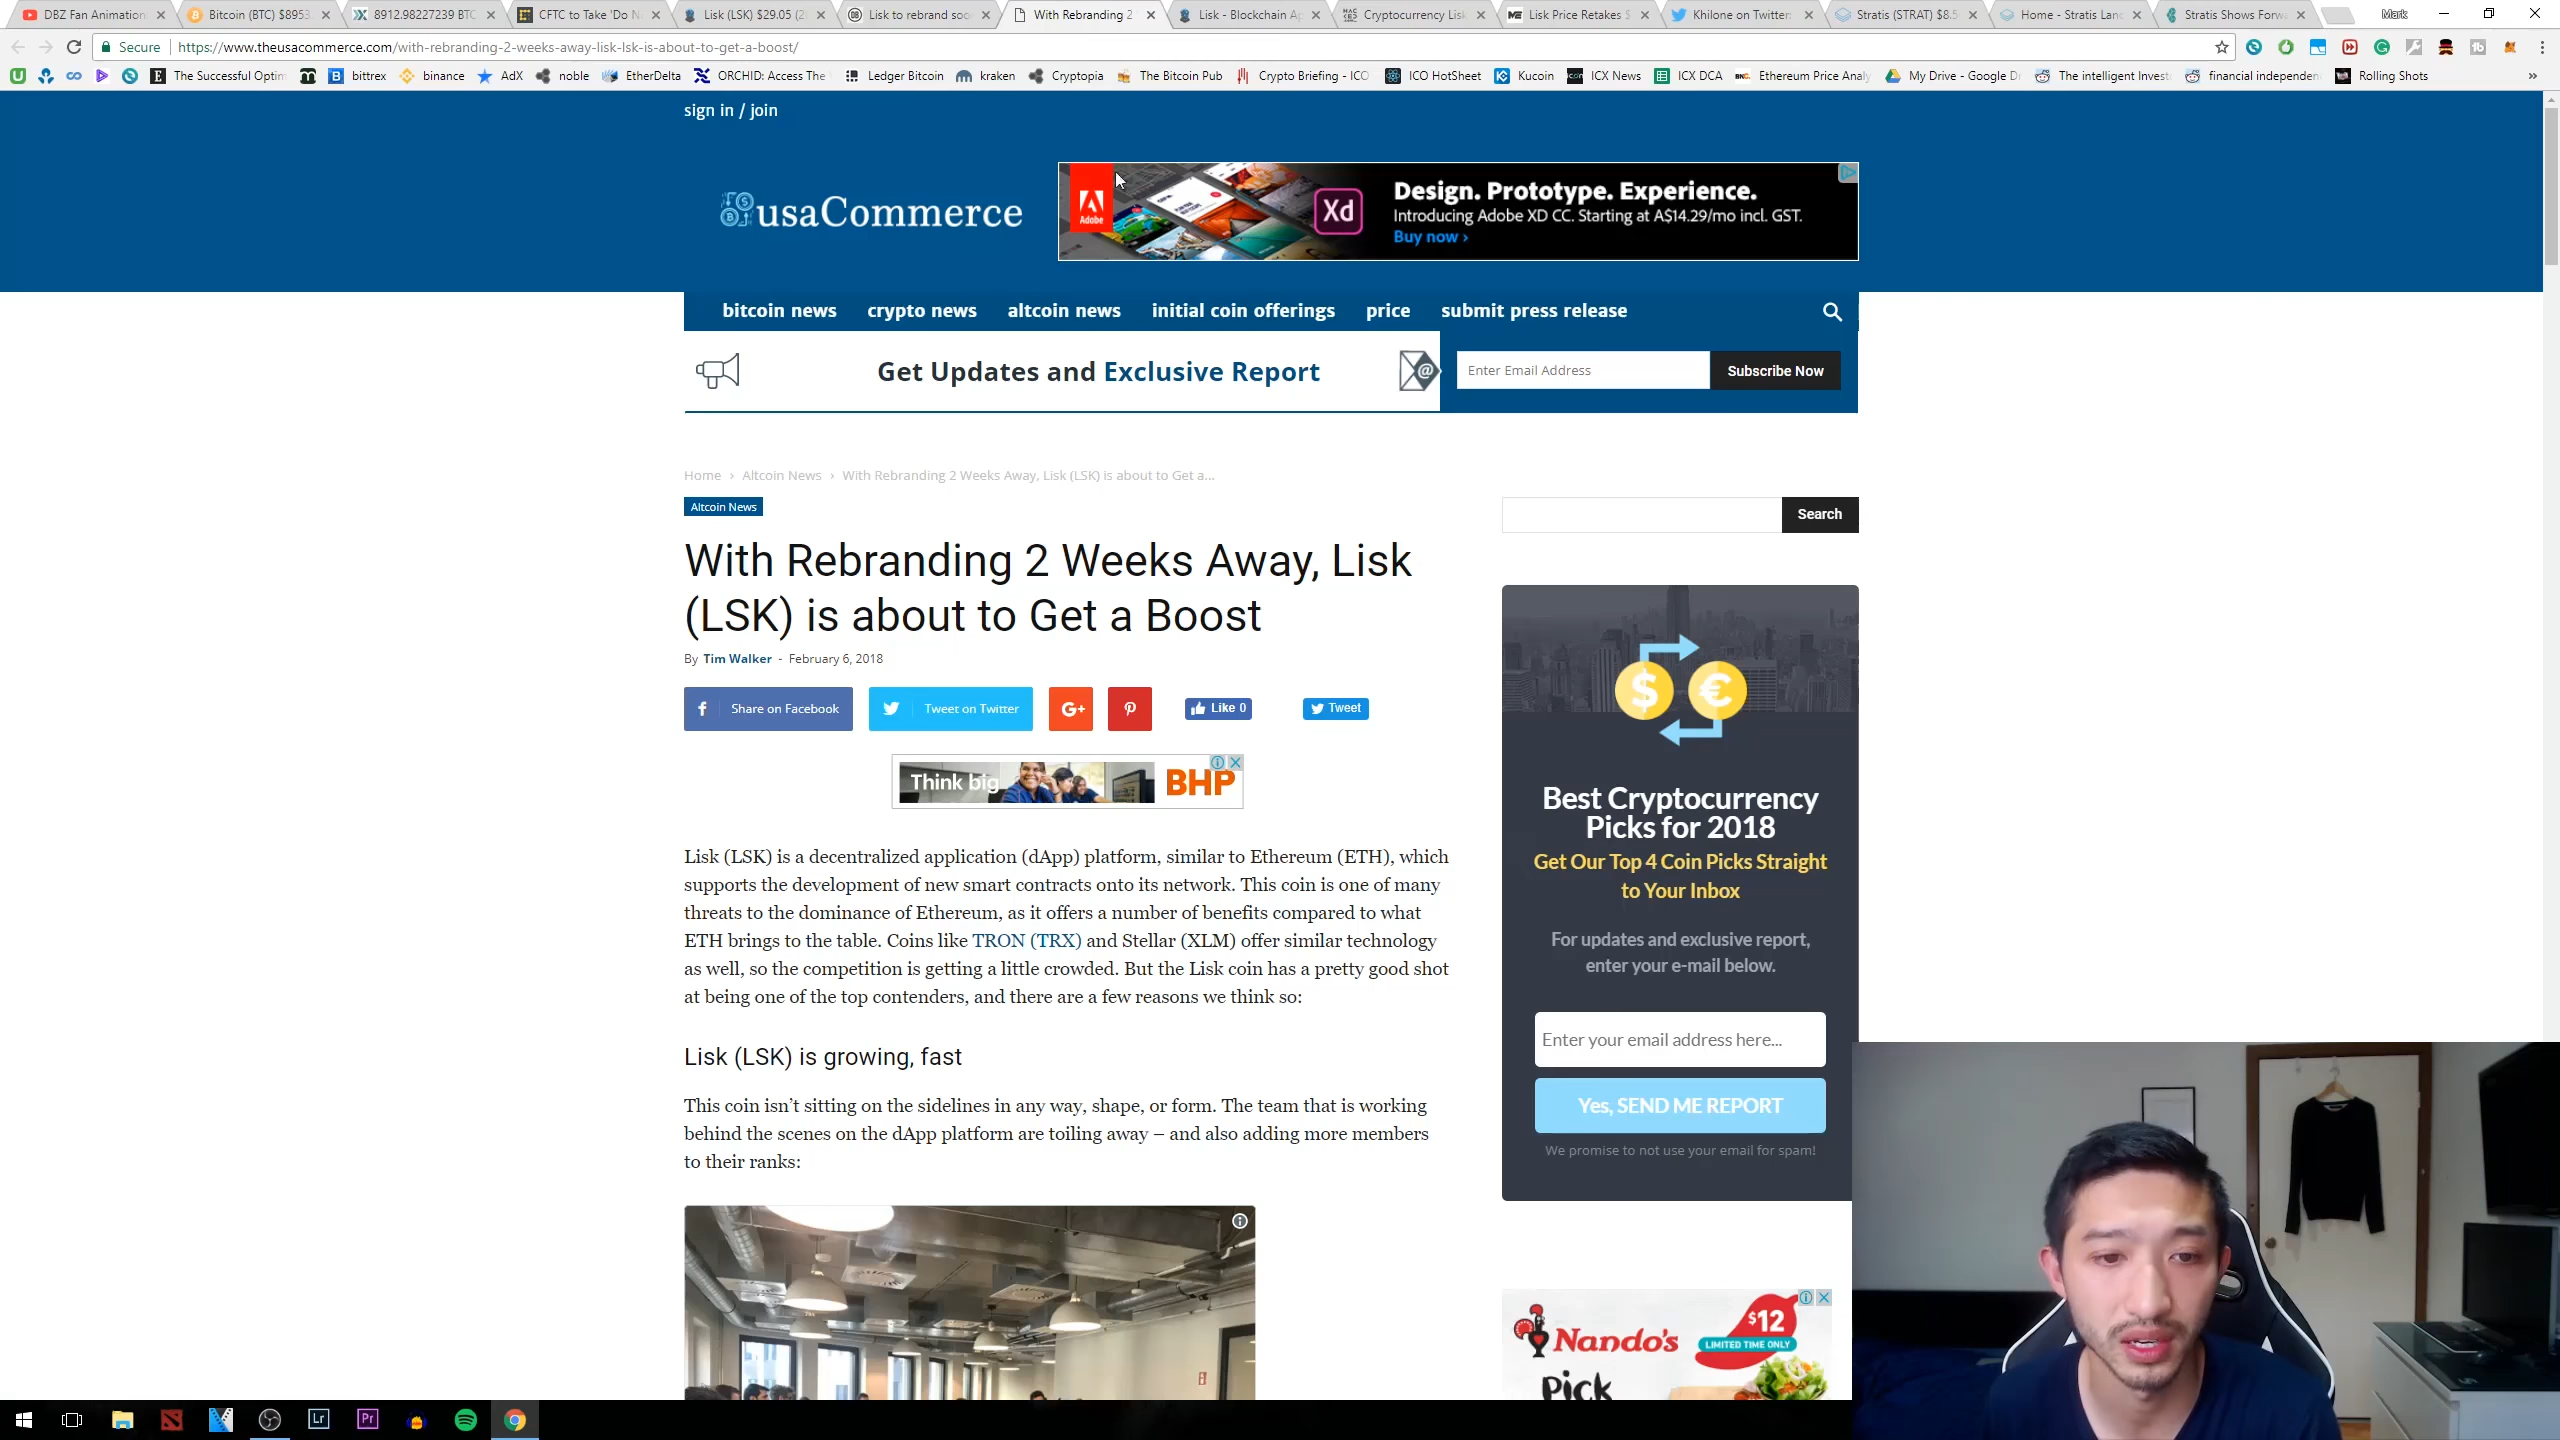 DBZ Fan Animation
Bitcoin (BTC) $8953
8912.98227239 BTC
CFTC to Take 'Do N
Lisk (LSK) $29.05 (2
Lisk to rebrand soo
With Rebranding 2
Lisk - Blockchain Ap
Cryptocurrency Lisk
Lisk Price Retakes $
Khilone on Twitter:
Stratis (STRAT) $8.5
Home - Stratis Lanc
Stratis Shows Forwa
Mark
Secure
https://www.theusacommerce.com/with-rebranding-2-weeks-away-lisk-lsk-is-about-to-get-a-boost/
The Successful Optim
bittrex
binance
AdX
noble
EtherDelta
ORCHID: Access The
Ledger Bitcoin
kraken
Cryptopia
The Bitcoin Pub
Crypto Briefing - ICO
ICO HotSheet
Kucoin
ICX News
ICX DCA
Ethereum Price Analy
My Drive - Google Dr
The intelligent Invest
financial independen
Rolling Shots
sign in / join
usaCommerce
Adobe
Xd
Design. Prototype. Experience.
Introducing Adobe XD CC. Starting at A$14.29/mo incl. GST.
Buy now ›
bitcoin news
crypto news
altcoin news
initial coin offerings
price
submit press release
Get Updates and Exclusive Report
Enter Email Address
Subscribe Now
Home › Altcoin News › With Rebranding 2 Weeks Away, Lisk (LSK) is about to Get a...
Altcoin News
Search
With Rebranding 2 Weeks Away, Lisk
(LSK) is about to Get a Boost
By Tim Walker - February 6, 2018
Share on Facebook
Tweet on Twitter
G+
Like 0
Tweet
Think big
BHP
Lisk (LSK) is a decentralized application (dApp) platform, similar to Ethereum (ETH), which
supports the development of new smart contracts onto its network. This coin is one of many
threats to the dominance of Ethereum, as it offers a number of benefits compared to what
ETH brings to the table. Coins like TRON (TRX) and Stellar (XLM) offer similar technology
as well, so the competition is getting a little crowded. But the Lisk coin has a pretty good shot
at being one of the top contenders, and there are a few reasons we think so:
Lisk (LSK) is growing, fast
This coin isn't sitting on the sidelines in any way, shape, or form. The team that is working
behind the scenes on the dApp platform are toiling away – and also adding more members
to their ranks:
$ €
Best Cryptocurrency
Picks for 2018
Get Our Top 4 Coin Picks Straight
to Your Inbox
For updates and exclusive report,
enter your e-mail below.
Enter your email address here...
Yes, SEND ME REPORT
We promise to not use your email for spam!
Nando's
$12
LIMITED TIME ONLY
Pick
Lr
Pr